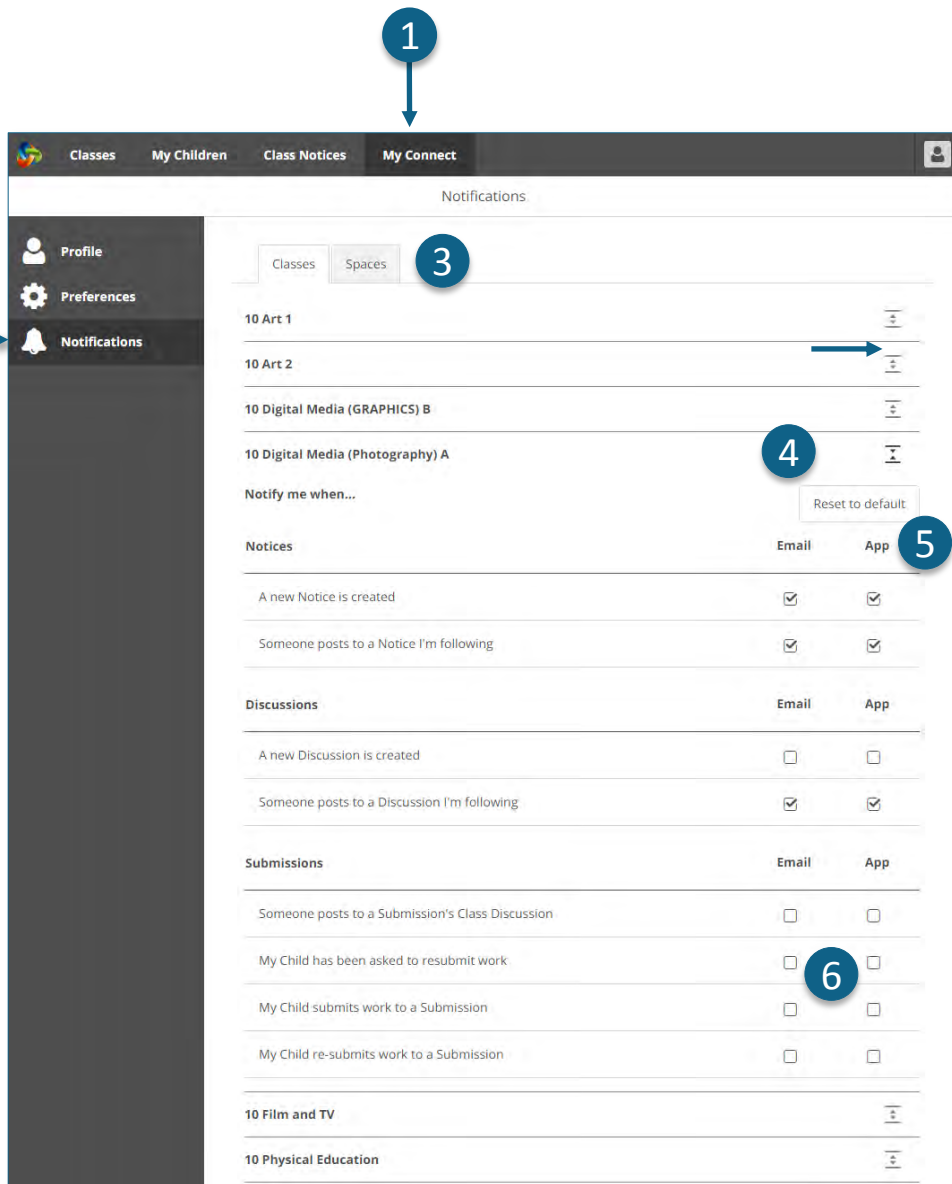 1
Classes My Children Class Notices My Connect
Notifications
Profile
Preferences
Notifications
Classes Spaces 3
10 Art 1
10 Art 2
10 Digital Media (GRAPHICS) B
10 Digital Media (Photography) A 4
Notify me when...
Reset to default
Notices Email App 5
A new Notice is created
Someone posts to a Notice I'm following
Discussions Email App
A new Discussion is created
Someone posts to a Discussion I'm following
Submissions Email App
Someone posts to a Submission's Class Discussion
My Child has been asked to resubmit work
6
My Child submits work to a Submission
My Child re-submits work to a Submission
10 Film and TV
10 Physical Education